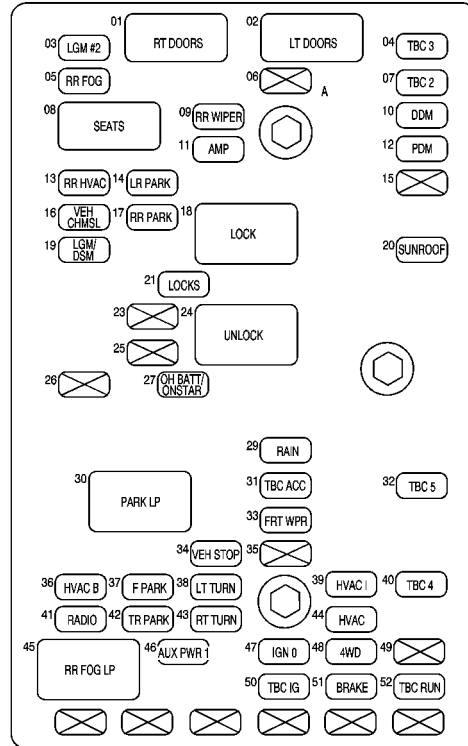 01 RT DOORS
02 LT DOORS
03 LGM #2
04 TBC 3
05 RR FOG
06
A
07 TBC 2
08 SEATS
09 RR WIPER
10 DDM
11 AMP
12 PDM
13 RR HVAC
14 LR PARK
15
16 VEH
CHMSL
17 RR PARK
18 LOCK
19 LGM/
DSM
20 SUNROOF
21 LOCKS
23
24 UNLOCK
25
26
27 OH BATT/
ONSTAR
29 RAIN
30 PARK LP
31 TBC ACC
32 TBC 5
33 FRT WPR
34 VEH STOP
35
36 HVAC B
37 F PARK
38 LT TURN
39 HVAC I
40 TBC 4
41 RADIO
42 TR PARK
43 RT TURN
44 HVAC
45 RR FOG LP
46 AUX PWR 1
47 IGN 0
48 4WD
49
50 TBC IG
51 BRAKE
52 TBC RUN